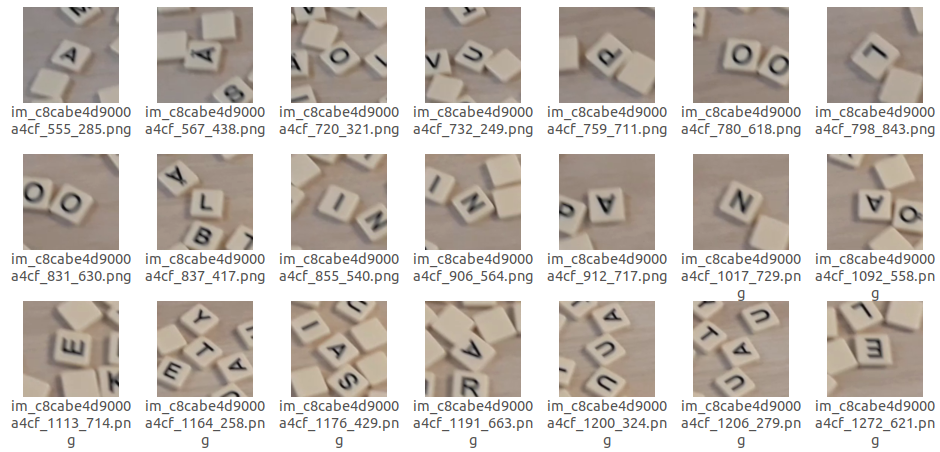 M A A S A O I V U P O O L
im_c8cabe4d9000 im_c8cabe4d9000 im_c8cabe4d9000 im_c8cabe4d9000 im_c8cabe4d9000 im_c8cabe4d9000 im_c8cabe4d9000
a4cf_555_285.png a4cf_567_438.png a4cf_720_321.png a4cf_732_249.png a4cf_759_711.png a4cf_780_618.png a4cf_798_843.png
O O A L B I N I N A N A O
im_c8cabe4d9000 im_c8cabe4d9000 im_c8cabe4d9000 im_c8cabe4d9000 im_c8cabe4d9000 im_c8cabe4d9000 im_c8cabe4d9000
a4cf_831_630.png a4cf_837_417.png a4cf_855_540.png a4cf_906_564.png a4cf_912_717.png a4cf_1017_729.pn a4cf_1092_558.pn
g g
E K Y T E A I A S A R A U U U T A U L E
im_c8cabe4d9000 im_c8cabe4d9000 im_c8cabe4d9000 im_c8cabe4d9000 im_c8cabe4d9000 im_c8cabe4d9000 im_c8cabe4d9000
a4cf_1113_714.pn a4cf_1164_258.pn a4cf_1176_429.pn a4cf_1191_663.pn a4cf_1200_324.pn a4cf_1206_279.pn a4cf_1272_621.pn
g g g g g g g